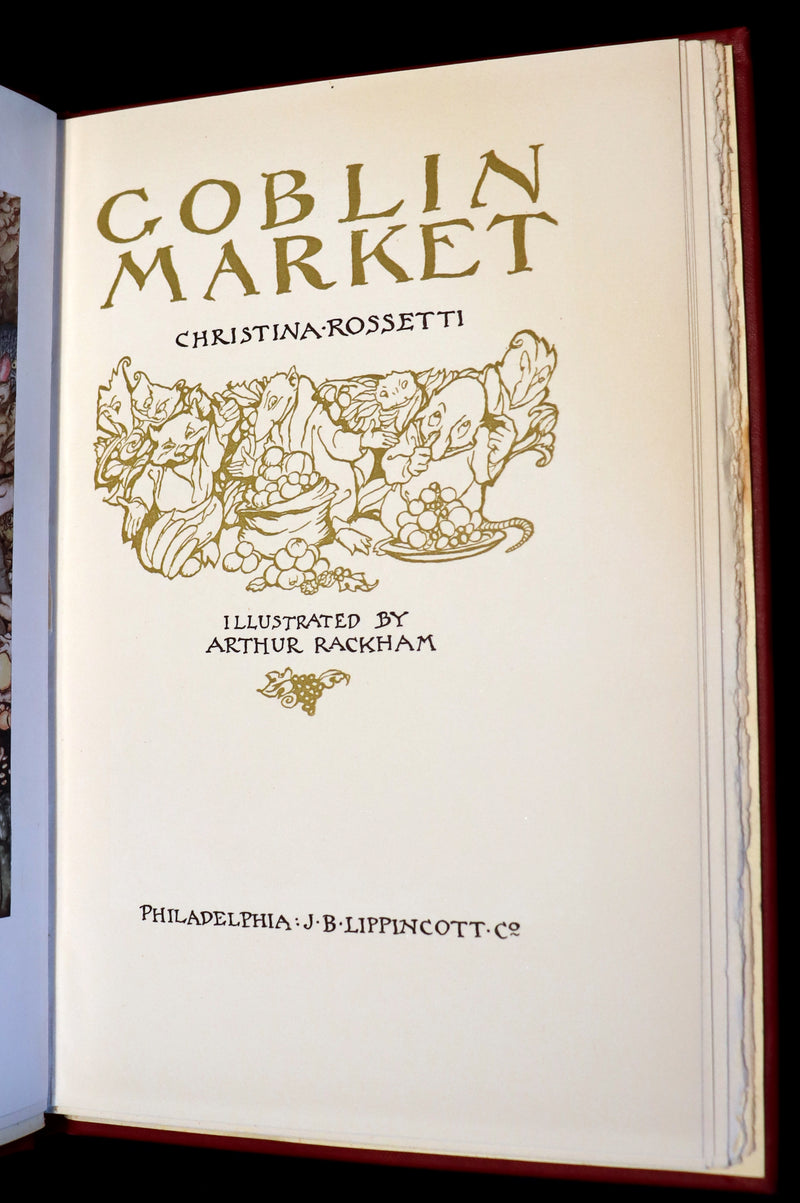 GOBLIN
MARKET
CHRISTINA·ROSSETTI
ILLUSTRATED BY
ARTHUR RACKHAM
PHILADELPHIA: J·B·LIPPINCOTT·Cº